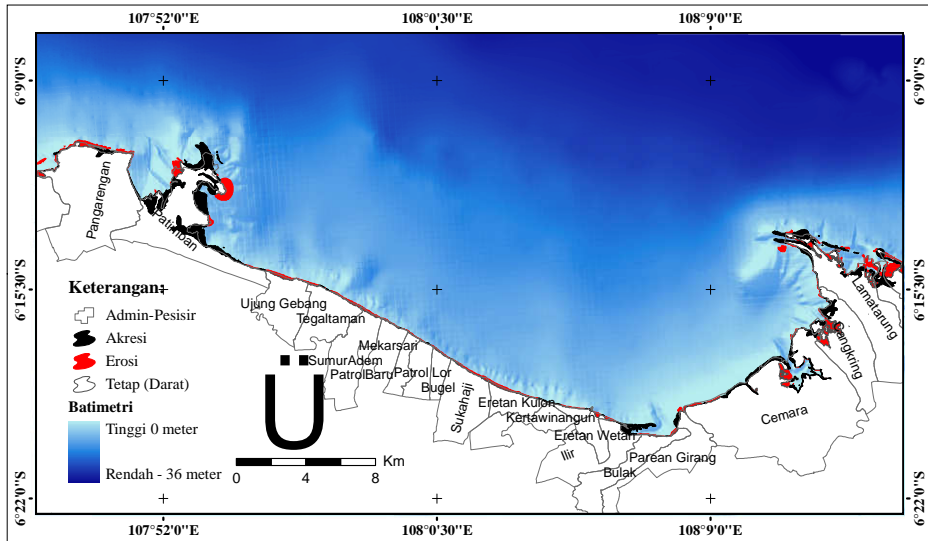 107°52'0"E 108°0'30"E 108°9'0"E
6°9'0"S 6°9'0"S
Pangarengan
Patimban
6°15'30"S 6°15'30"S
Lamatarung
Cangkring
Keterangan
Admin-Pesisir
Akresi
Erosi
Tetap (Darat)
Batimetri
Tinggi 0 meter
Rendah - 36 meter
Ujung Gebang
Tegaltaman
Mekarsari
SumurAdem
PatrolBaru
Patrol Lor
Bugel
Sukahaji
Eretan Kulon
Kertawinangun
Eretan Wetan
Ilir
Bulak
Parean Girang
Cemara
Ü
Km
0 2 4 8
6°22'0"S 6°22'0"S
107°52'0"E 108°0'30"E 108°9'0"E